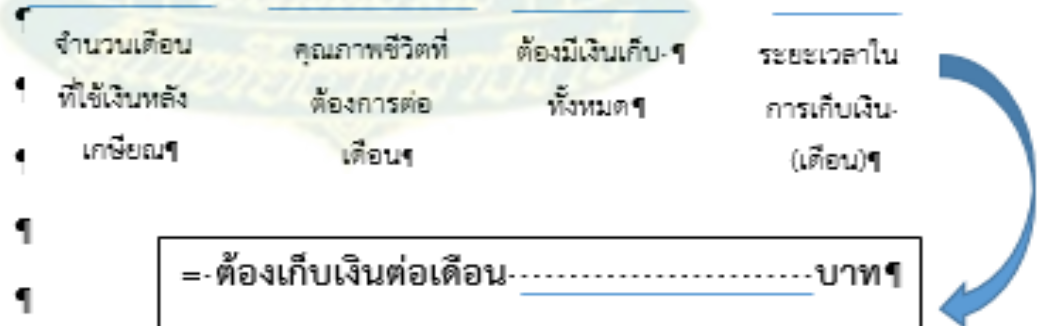 จำนวนเดือน
ที่ใช้เงินหลัง
เกษียณ¶
คุณภาพชีวิตที่
ต้องการต่อ
เดือน¶
ต้องมีเงินเก็บ·¶
ทั้งหมด¶
ระยะเวลาใน
การเก็บเงิน·
(เดือน)¶
=·ต้องเก็บเงินต่อเดือน························บาท¶